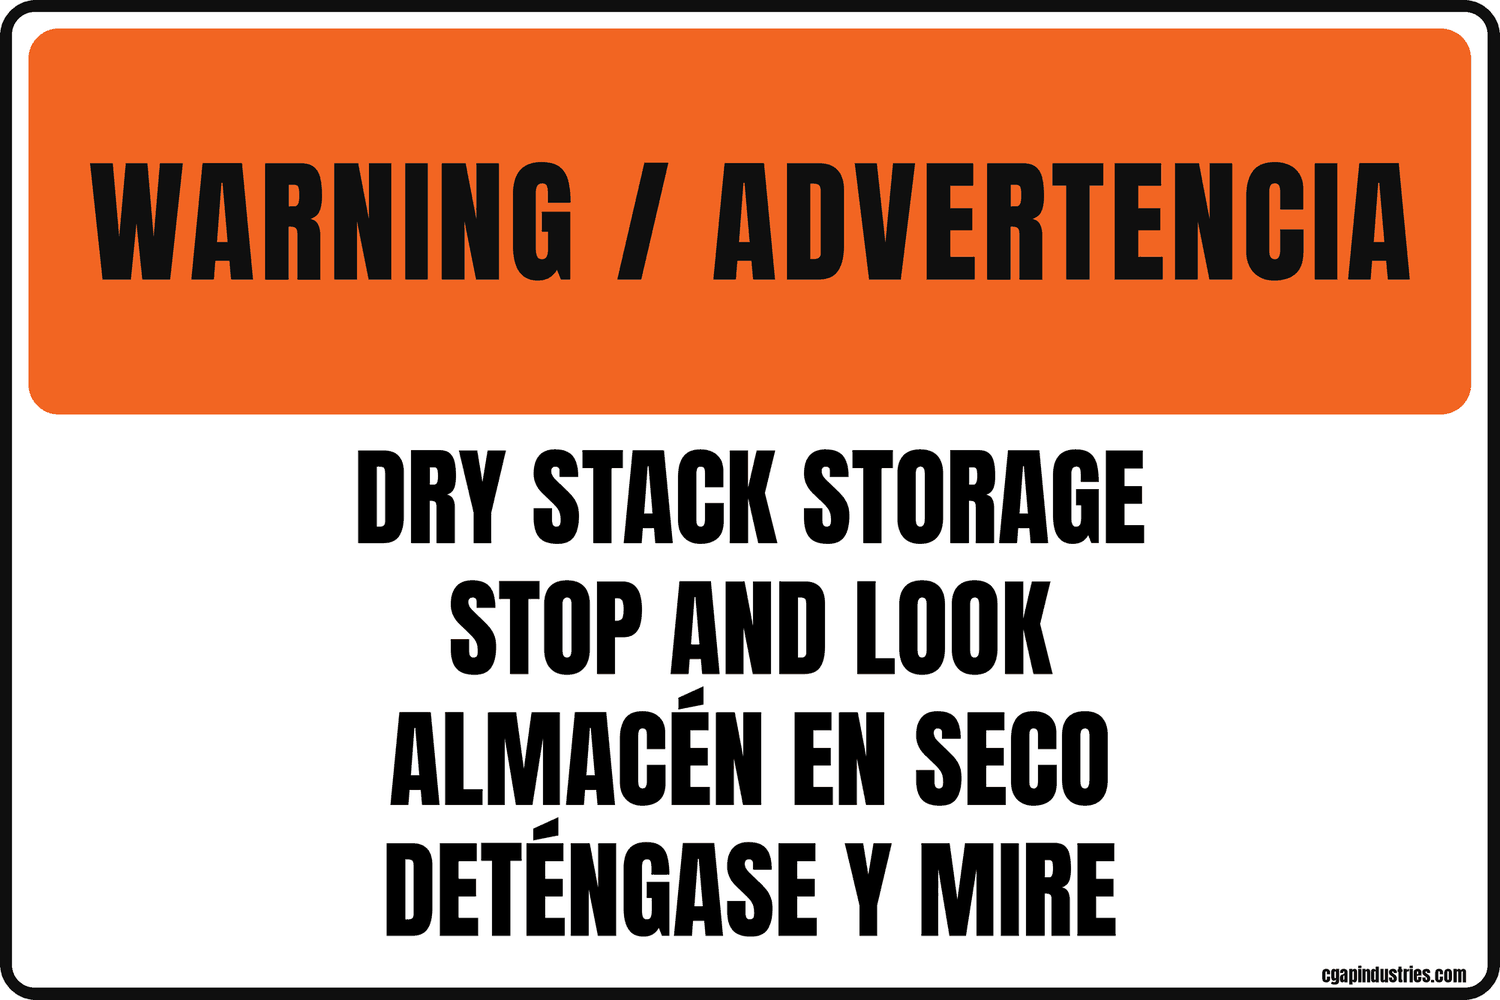 WARNING / ADVERTENCIA
DRY STACK STORAGE
STOP AND LOOK
ALMACÉN EN SECO
DETÉNGASE Y MIRE
cgapindustries.com